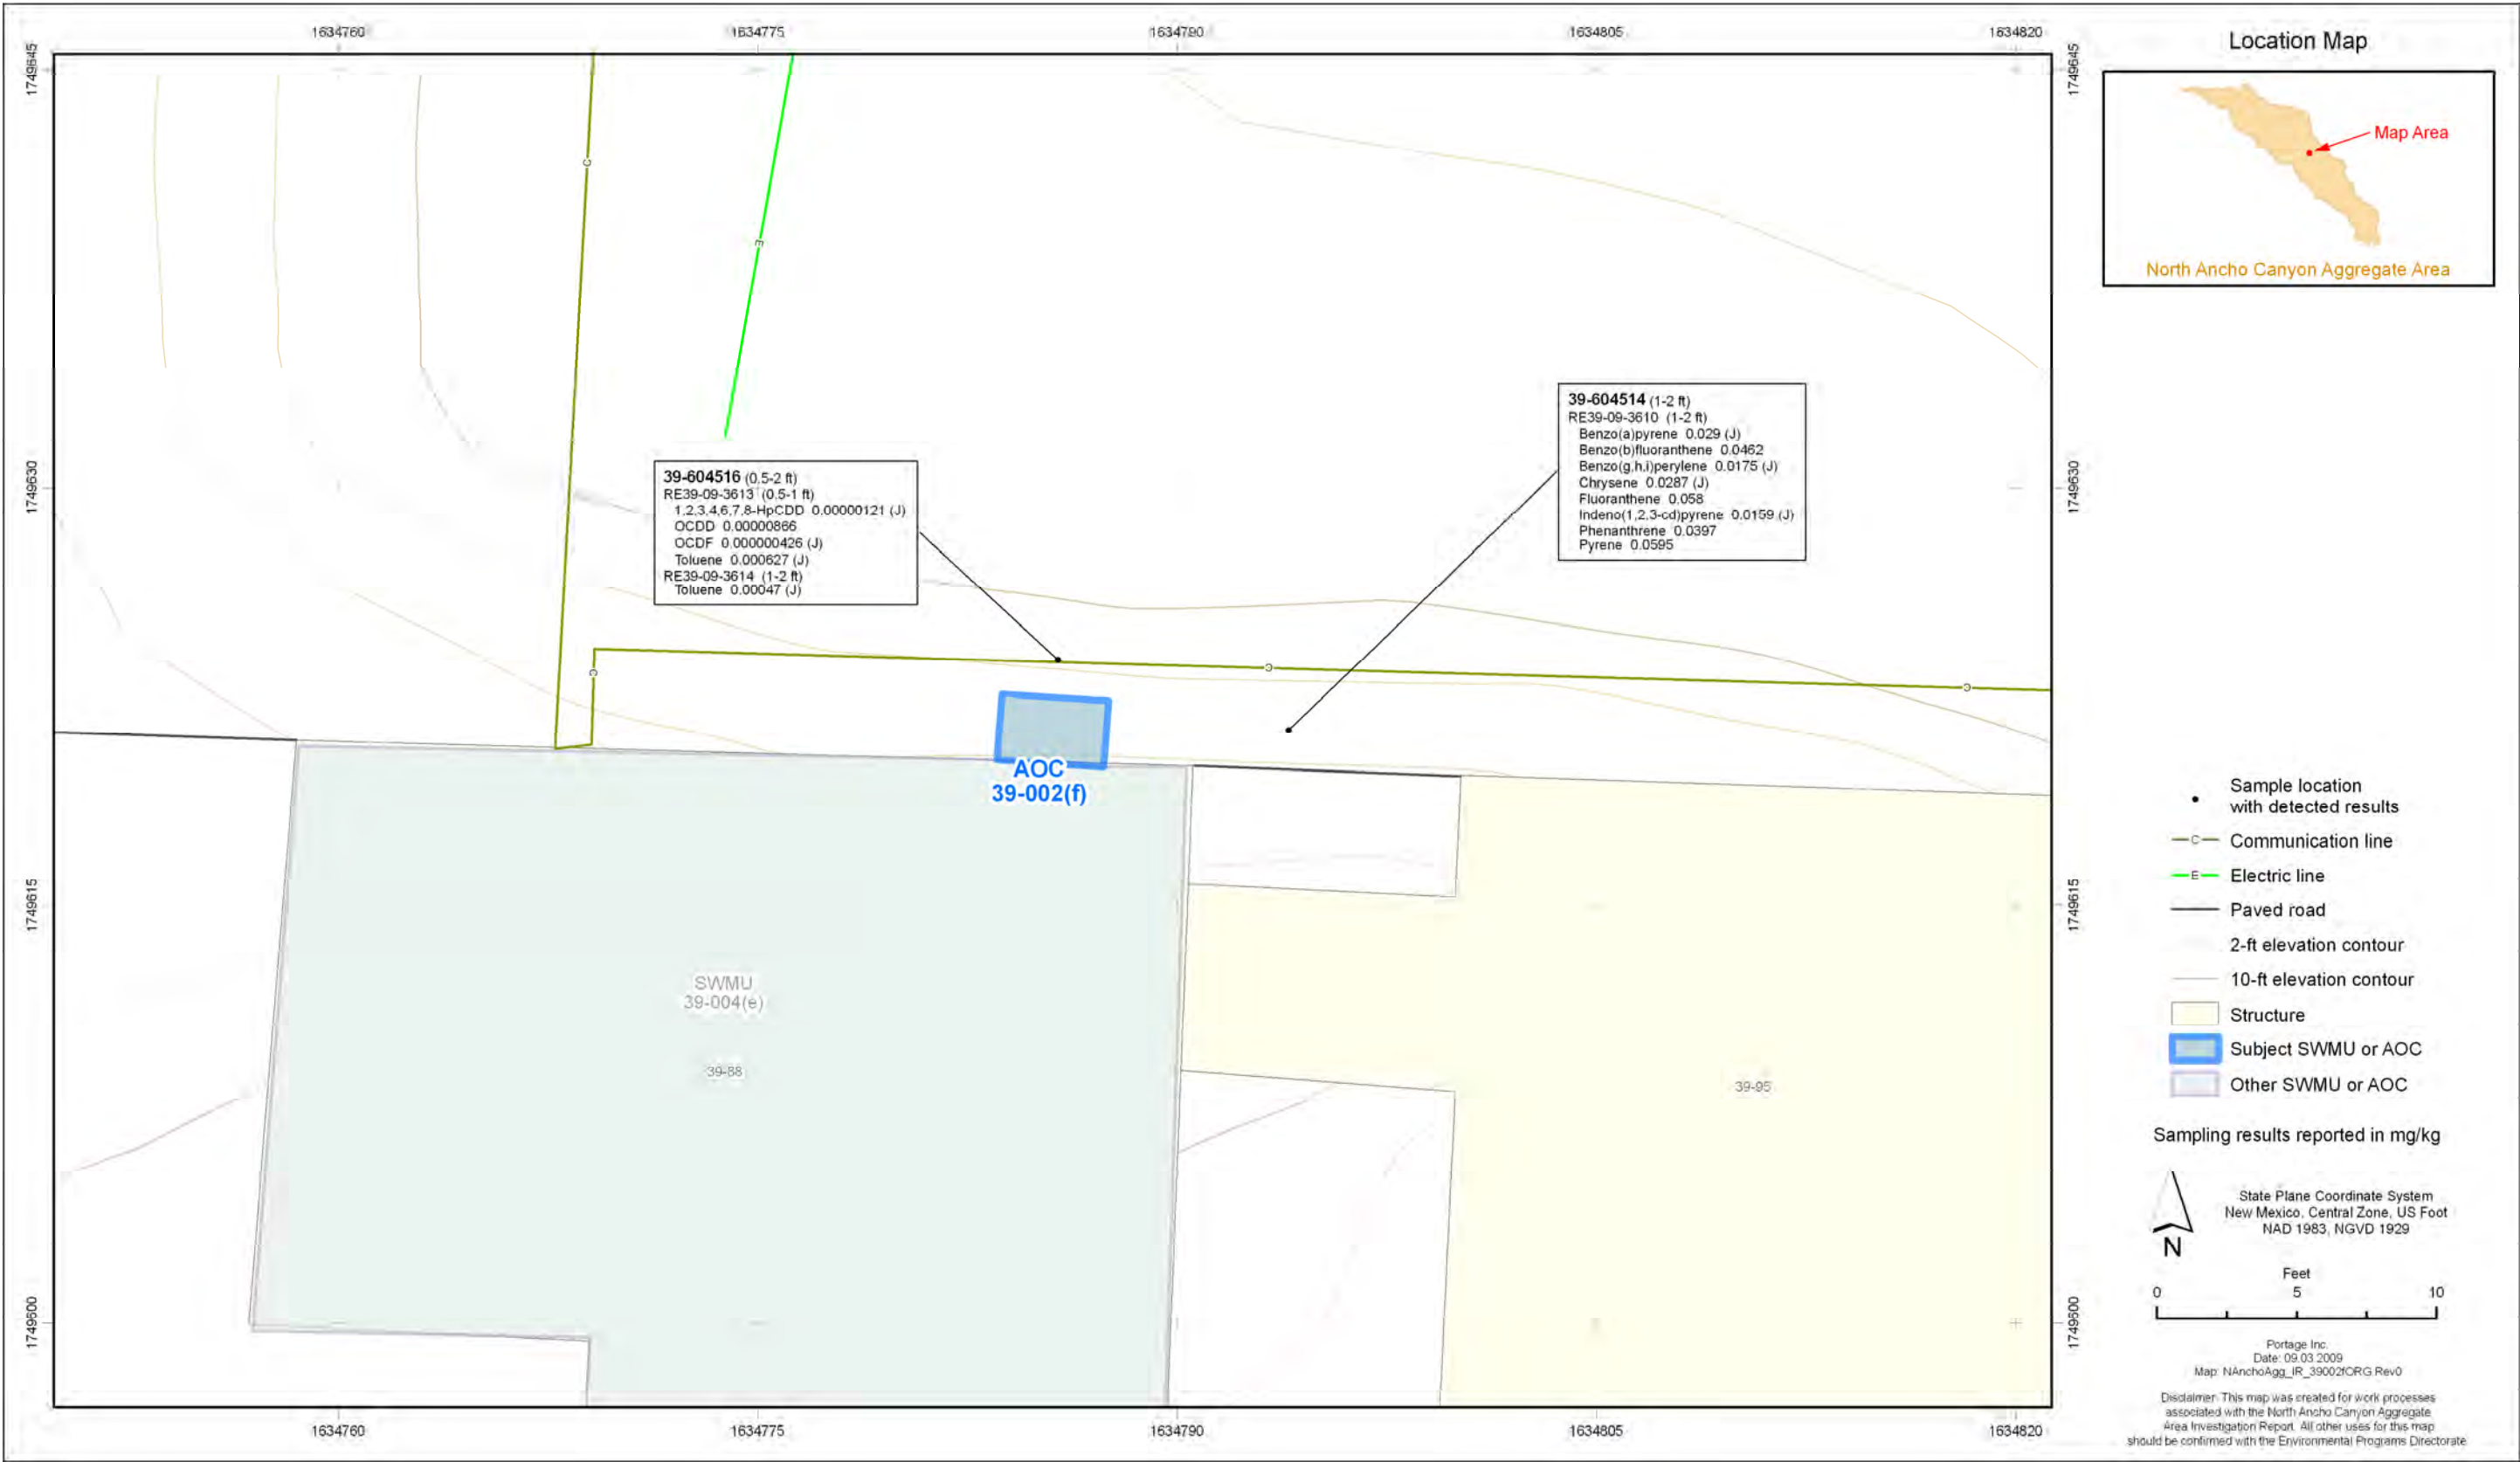 1634760
1634775
1634790
1634805
1634820
1749645
1749630
1749615
1749600
1749645
1749630
1749615
1749600
C
E
C
C
C
39-604516 (0.5-2 ft)
RE39-09-3613 (0.5-1 ft)
1,2,3,4,6,7,8-HpCDD 0.00000121 (J)
OCDD 0.00000866
OCDF 0.000000426 (J)
Toluene 0.000627 (J)
RE39-09-3614 (1-2 ft)
Toluene 0.00047 (J)
39-604514 (1-2 ft)
RE39-09-3610 (1-2 ft)
Benzo(a)pyrene 0.029 (J)
Benzo(b)fluoranthene 0.0462
Benzo(g,h,i)perylene 0.0175 (J)
Chrysene 0.0287 (J)
Fluoranthene 0.058
Indeno(1,2,3-cd)pyrene 0.0159 (J)
Phenanthrene 0.0397
Pyrene 0.0595
AOC
39-002(f)
SWMU
39-004(e)
39-88
39-95
1634760
1634775
1634790
1634805
1634820
Location Map
Map Area
North Ancho Canyon Aggregate Area
Sample location
with detected results
C Communication line
E Electric line
Paved road
2-ft elevation contour
10-ft elevation contour
Structure
Subject SWMU or AOC
Other SWMU or AOC
Sampling results reported in mg/kg
N
State Plane Coordinate System
New Mexico, Central Zone, US Foot
NAD 1983, NGVD 1929
Feet
0 5 10
Portage Inc.
Date: 09.03.2009
Map: NAnchoAgg_IR_39002fORG Rev0
Disclaimer: This map was created for work processes
associated with the North Ancho Canyon Aggregate
Area Investigation Report. All other uses for this map
should be confirmed with the Environmental Programs Directorate